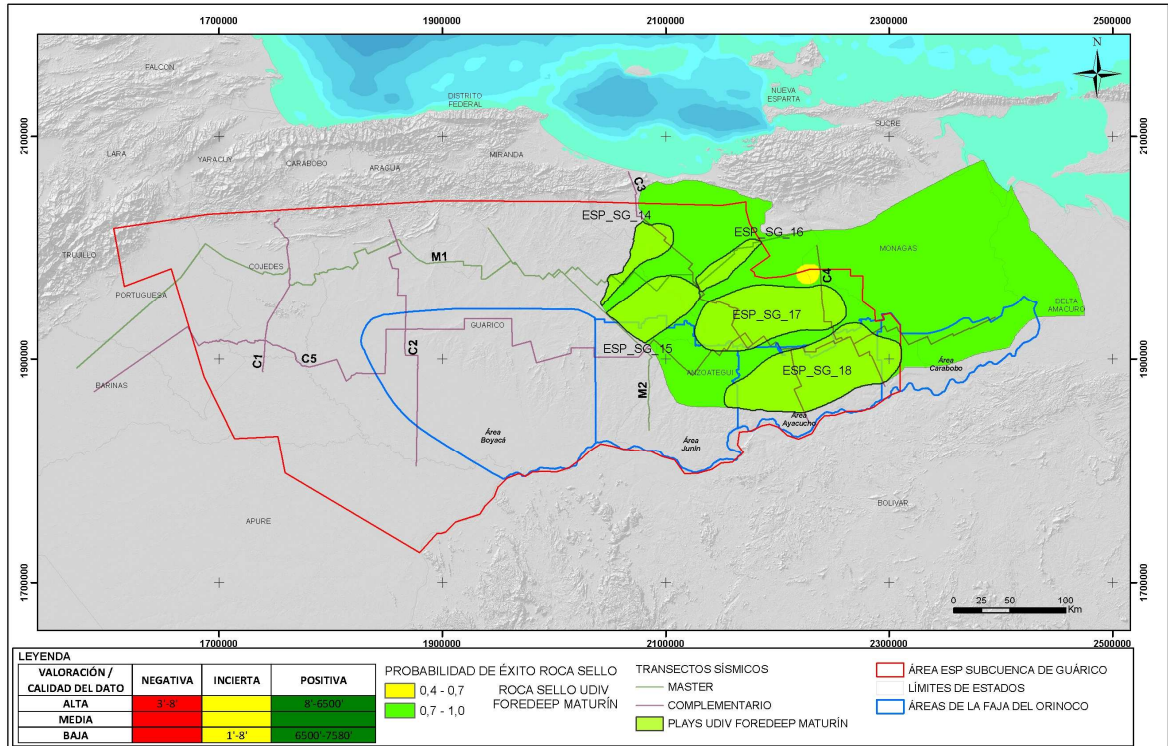 1700000 1900000 2100000 2300000 2500000
N
FALCON
DISTRITO
FEDERAL
NUEVA
ESPARTA
SUCRE
2100000 2100000
LARA
YARACUY
CARABOBO
ARAGUA
MIRANDA
C3
ESP_SG_14
ESP_SG_16
TRUJILLO
COJEDES
M1
MONAGAS
C4
PORTUGUESA
DELTA
AMACURO
GUARICO
ESP_SG_17
ESP_SG_15
1900000 1900000
C1
C5
C2
M2
ANZOATEGUI
ESP_SG_18
Área
Carabobo
BARINAS
Área
Boyacá
Área
Junin
Área
Ayacucho
BOLIVAR
APURE
1700000 1700000
0 25 50 100
Km
1700000 1900000 2100000 2300000 2500000
LEYENDA
VALORACIÓN / CALIDAD DEL DATO NEGATIVA INCIERTA POSITIVA
ALTA 3'-8' 8'-6500'
MEDIA
BAJA 1'-8' 6500'-7580'
PROBABILIDAD DE ÉXITO ROCA SELLO
0,4 - 0,7
0,7 - 1,0
ROCA SELLO UDIV
FOREDEEP MATURÍN
TRANSECTOS SÍSMICOS
MASTER
COMPLEMENTARIO
PLAYS UDIV FOREDEEP MATURÍN
ÁREA ESP SUBCUENCA DE GUÁRICO
LÍMITES DE ESTADOS
ÁREAS DE LA FAJA DEL ORINOCO